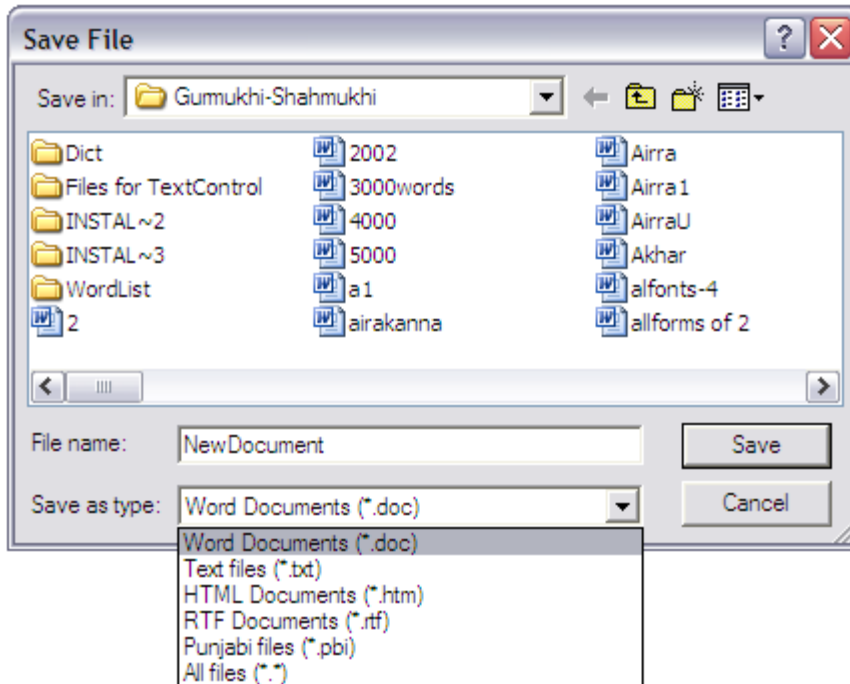 Save File
Save in: Gurmukhi-Shahmukhi
Dict 2002 Airra
Files for TextControl 3000words Airra1
INSTAL~2 4000 AirraU
INSTAL~3 5000 Akhar
WordList a1 alfonts-4
2 airakanna allforms of 2
File name: NewDocument Save
Save as type: Word Documents (*.doc) Cancel
Word Documents (*.doc)
Text files (*.txt)
HTML Documents (*.htm)
RTF Documents (*.rtf)
Punjabi files (*.pbi)
All files (*.*)